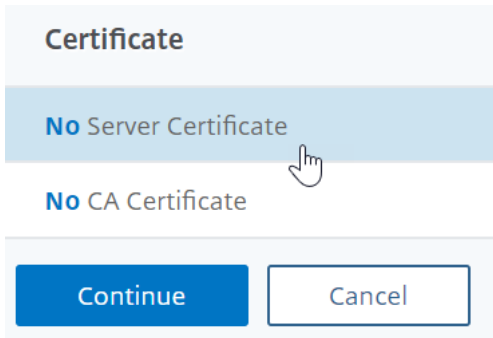 Certificate
No Server Certificate
No CA Certificate
Continue Cancel